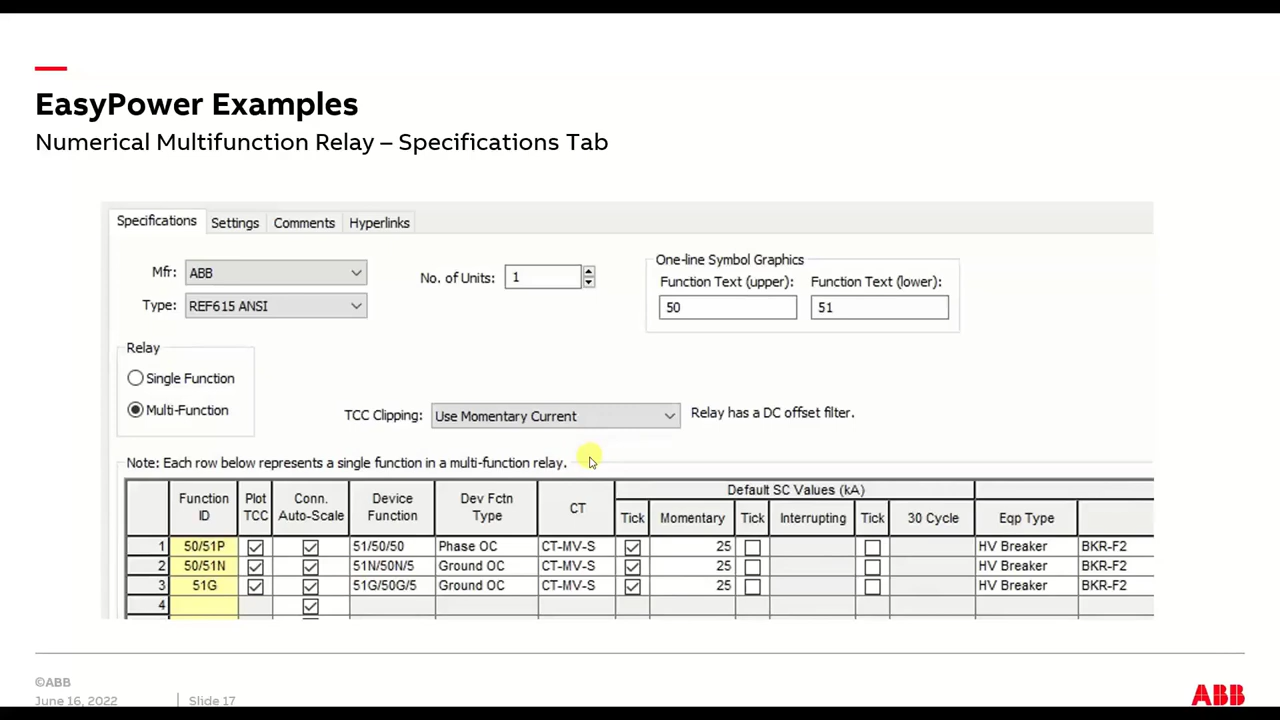 EasyPower Examples
Numerical Multifunction Relay – Specifications Tab
Specifications Settings Comments Hyperlinks
Mfr: ABB
No. of Units: 1
Type: REF615 ANSI
One-line Symbol Graphics
Function Text (upper): Function Text (lower):
50 51
Relay
Single Function
Multi-Function
TCC Clipping: Use Momentary Current Relay has a DC offset filter.
Note: Each row below represents a single function in a multi-function relay.
Function ID Plot TCC Conn. Auto-Scale Device Function Dev Fctn Type CT Default SC Values (kA)
Tick Momentary Tick Interrupting Tick 30 Cycle Eqp Type
1 50/51P 51/50/50 Phase OC CT-MV-S 25 HV Breaker BKR-F2
2 50/51N 51N/50N/5 Ground OC CT-MV-S 25 HV Breaker BKR-F2
3 51G 51G/50G/5 Ground OC CT-MV-S 25 HV Breaker BKR-F2
4
©ABB
June 16, 2022 Slide 17
ABB